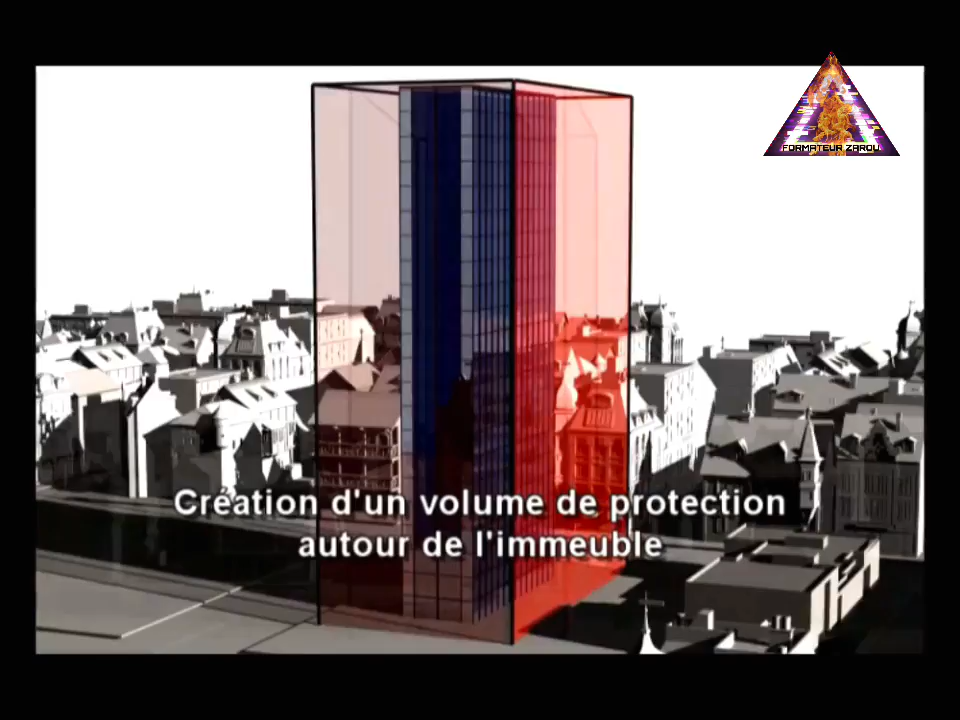 FORMATEUR ZAROU
Création d'un volume de protection
autour de l'immeuble